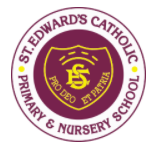 ST. EDWARD'S CATHOLIC
PRIMARY & NURSERY SCHOOL
PRO DEO ET PATRIA